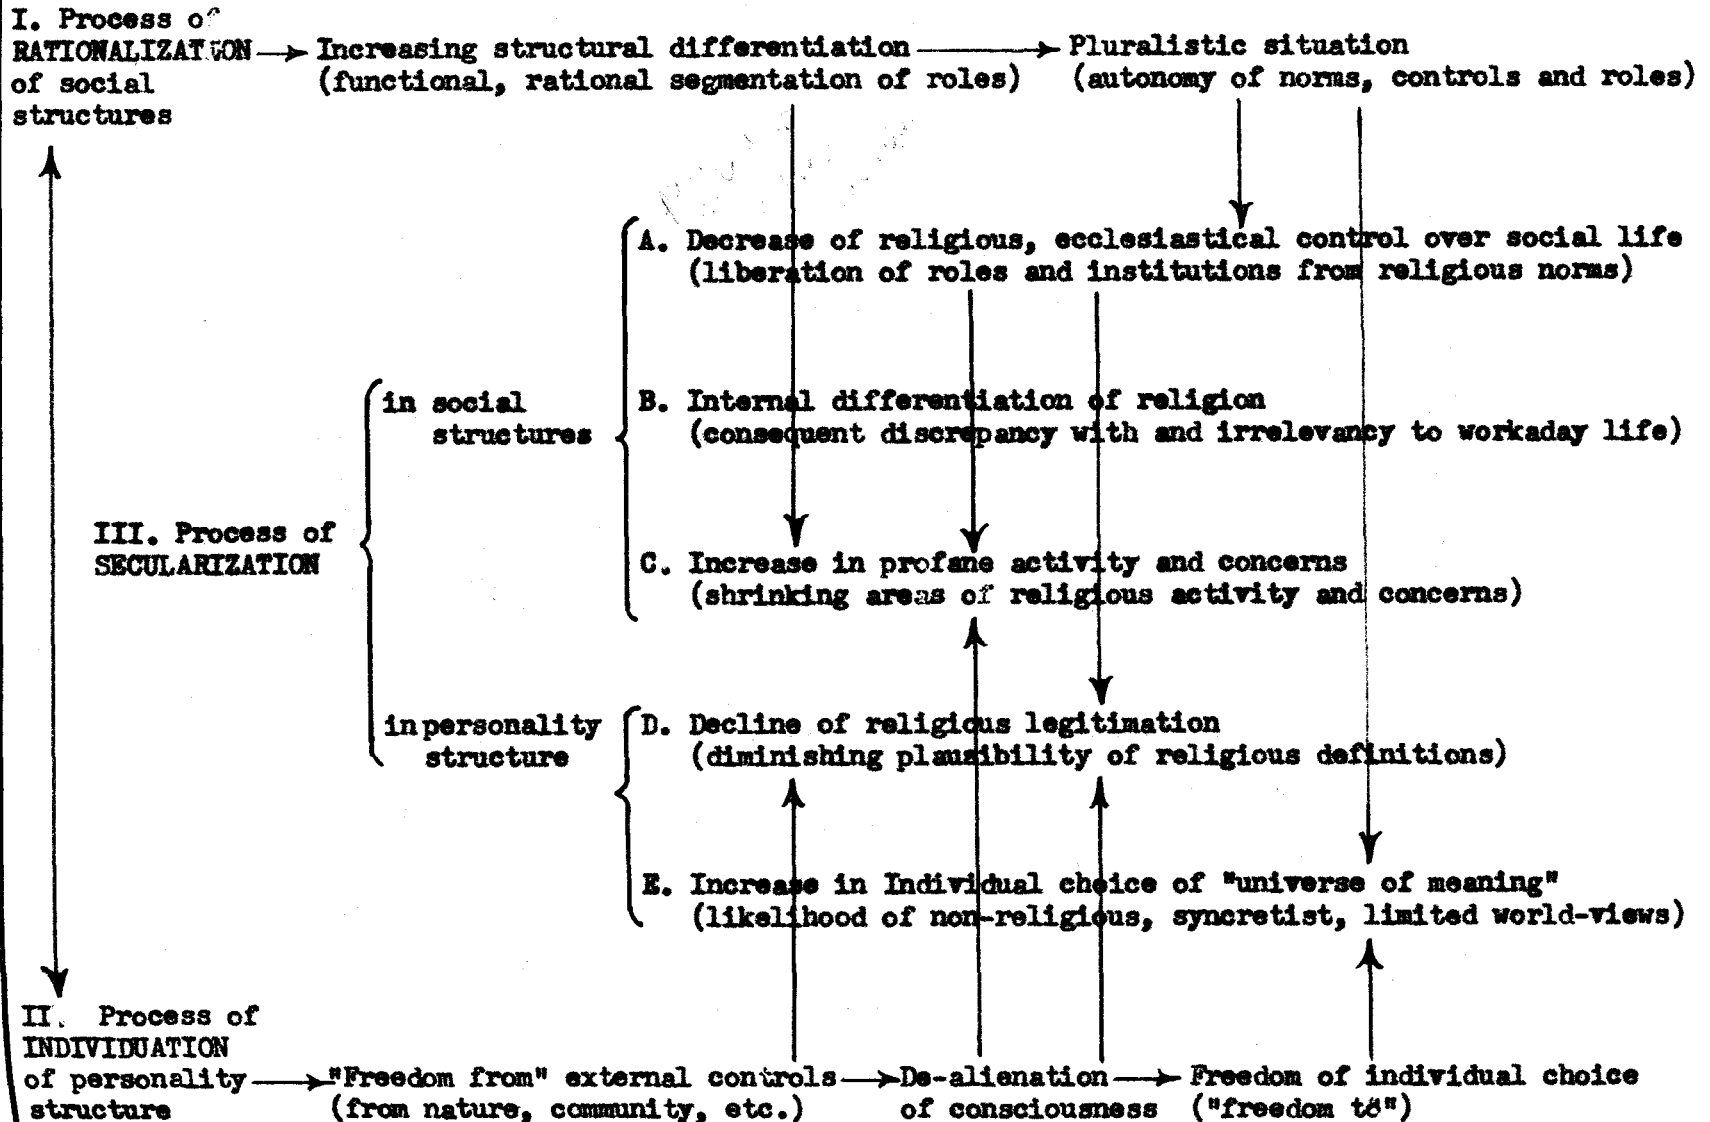 I. Process of
RATIONALIZATION
of social
structures
Increasing structural differentiation
(functional, rational segmentation of roles)
Pluralistic situation
(autonomy of norms, controls and roles)
A. Decrease of religious, ecclesiastical control over social life
(liberation of roles and institutions from religious norms)
in social
structures
B. Internal differentiation of religion
(consequent discrepancy with and irrelevancy to workaday life)
III. Process of
SECULARIZATION
C. Increase in profane activity and concerns
(shrinking areas of religious activity and concerns)
in personality
structure
D. Decline of religious legitimation
(diminishing plausibility of religious definitions)
E. Increase in Individual choice of "universe of meaning"
(likelihood of non-religious, syncretist, limited world-views)
II. Process of
INDIVIDUATION
of personality
structure
"Freedom from" external controls
(from nature, community, etc.)
De-alienation
of consciousness
Freedom of individual choice
("freedom to")